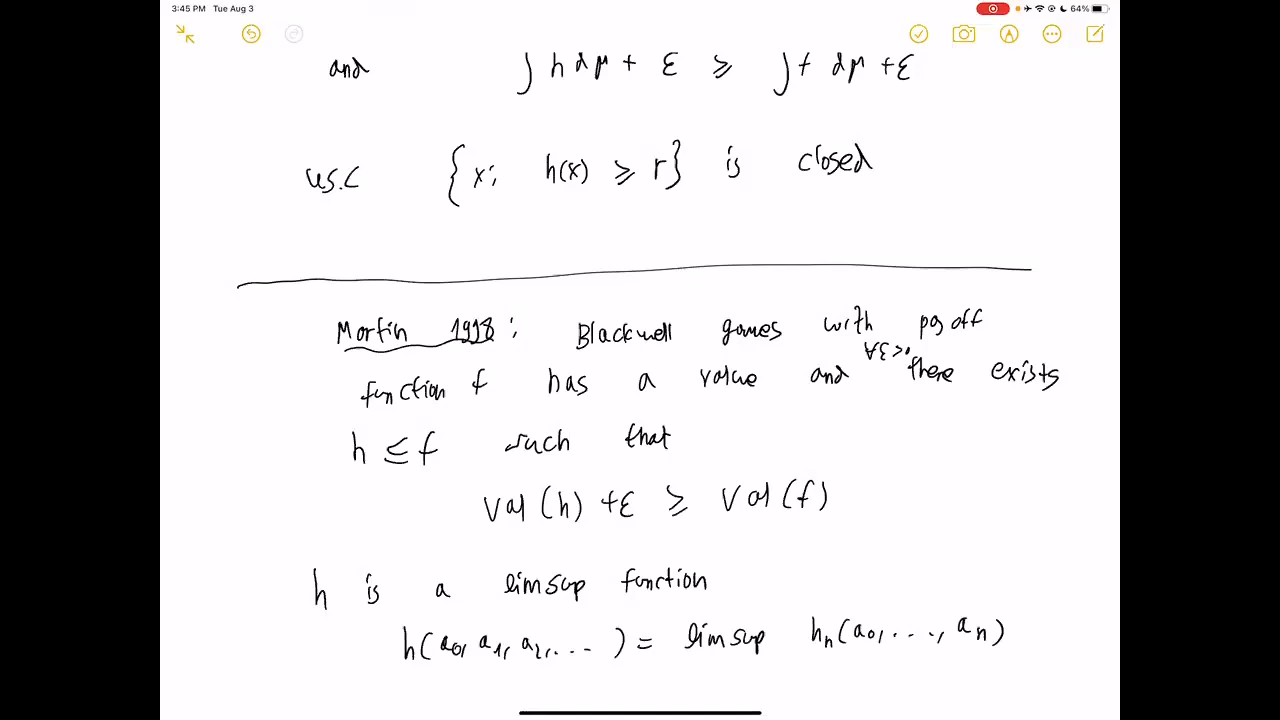 3:45 PM Tue Aug 3
64%
and ∫ h dμ + ε ≥ ∫ f dμ + ε
u.s.c {x; h(x) ≥ r} is closed
Martin 1998 : Blackwell games with payoff
∀ε>0
function f has a value and there exists
h ≤ f such that
Val(h) + ε ≥ Val(f)
h is a limsup function
h(a₀, a₁, a₂, ... ) = limsup hₙ(a₀, ..., aₙ)